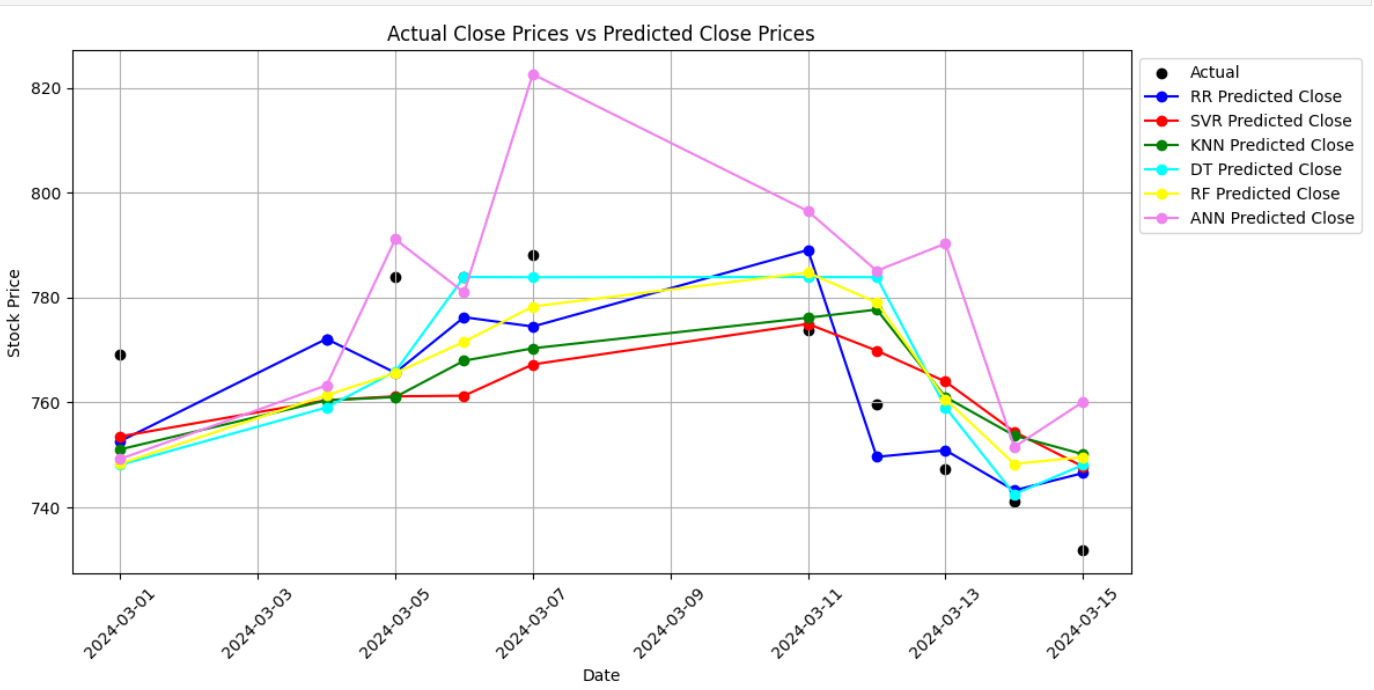 Actual Close Prices vs Predicted Close Prices
820
800
780
760
740
Stock Price
2024-03-01
2024-03-03
2024-03-05
2024-03-07
2024-03-09
2024-03-11
2024-03-13
2024-03-15
Date
Actual
RR Predicted Close
SVR Predicted Close
KNN Predicted Close
DT Predicted Close
RF Predicted Close
ANN Predicted Close